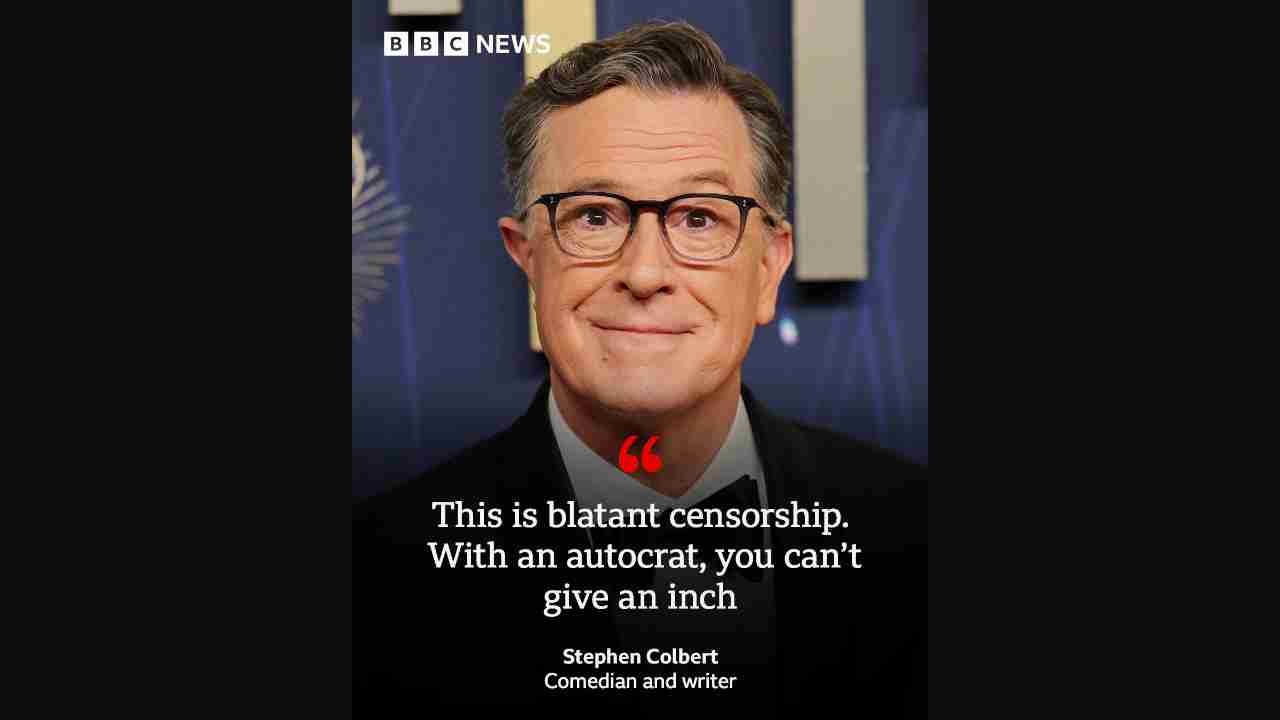 BBC NEWS
“
This is blatant censorship.
With an autocrat, you can’t
give an inch
Stephen Colbert
Comedian and writer